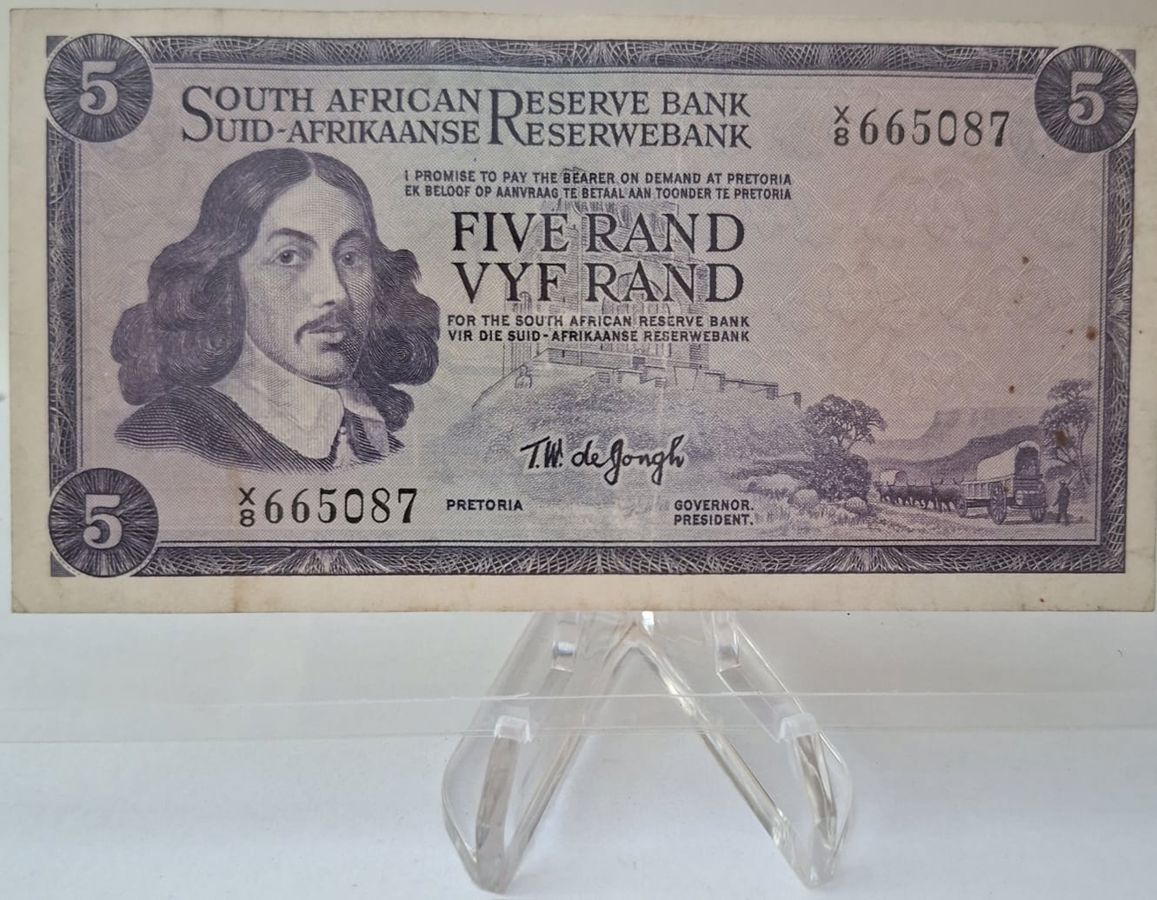 5
5
SOUTH AFRICAN RESERVE BANK
SUID-AFRIKAANSE RESERWEBANK
X/8 665087
I PROMISE TO PAY THE BEARER ON DEMAND AT PRETORIA
EK BELOOF OP AANVRAAG TE BETAAL AAN TOONDER TE PRETORIA
FIVE RAND
VYF RAND
FOR THE SOUTH AFRICAN RESERVE BANK
VIR DIE SUID-AFRIKAANSE RESERWEBANK
T.W. de Jongh
X/8 665087
PRETORIA
GOVERNOR.
PRESIDENT.
5